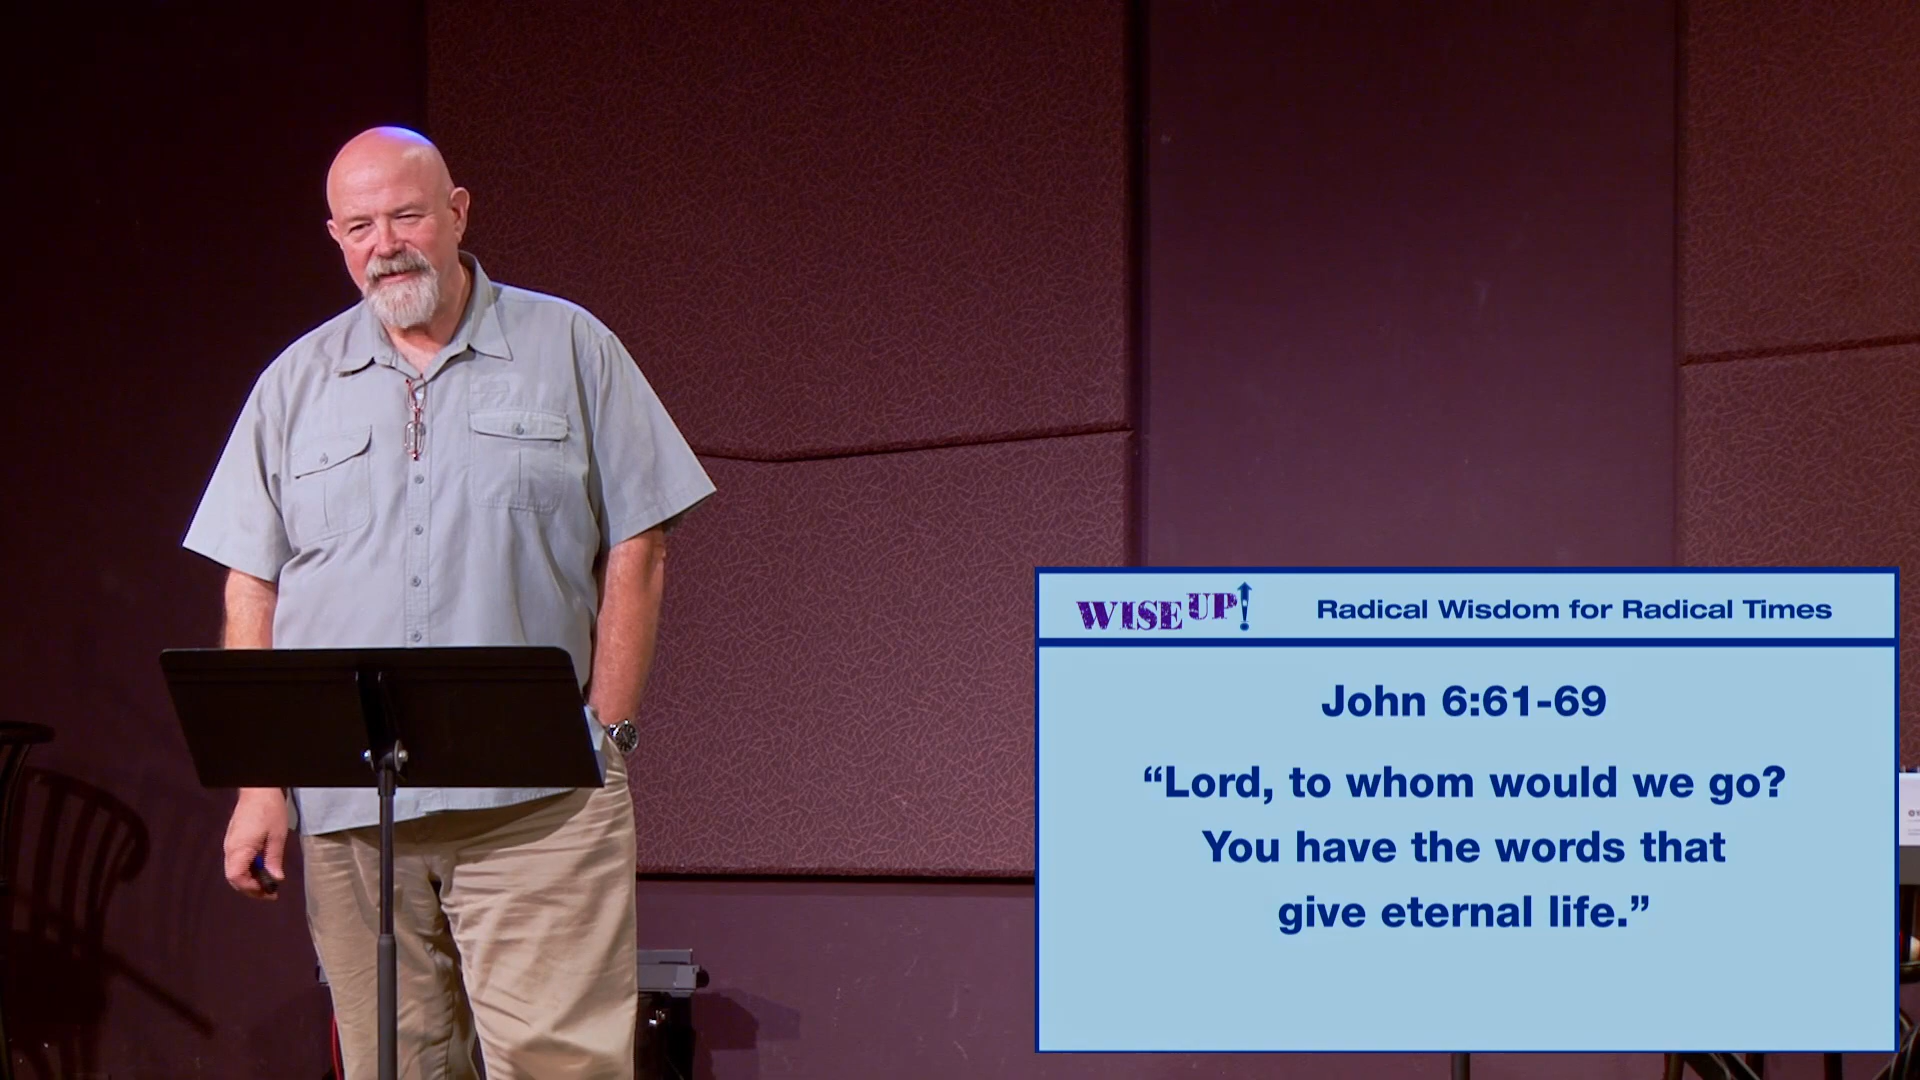 WISE UP! Radical Wisdom for Radical Times
John 6:61-69
“Lord, to whom would we go?
You have the words that
give eternal life.”